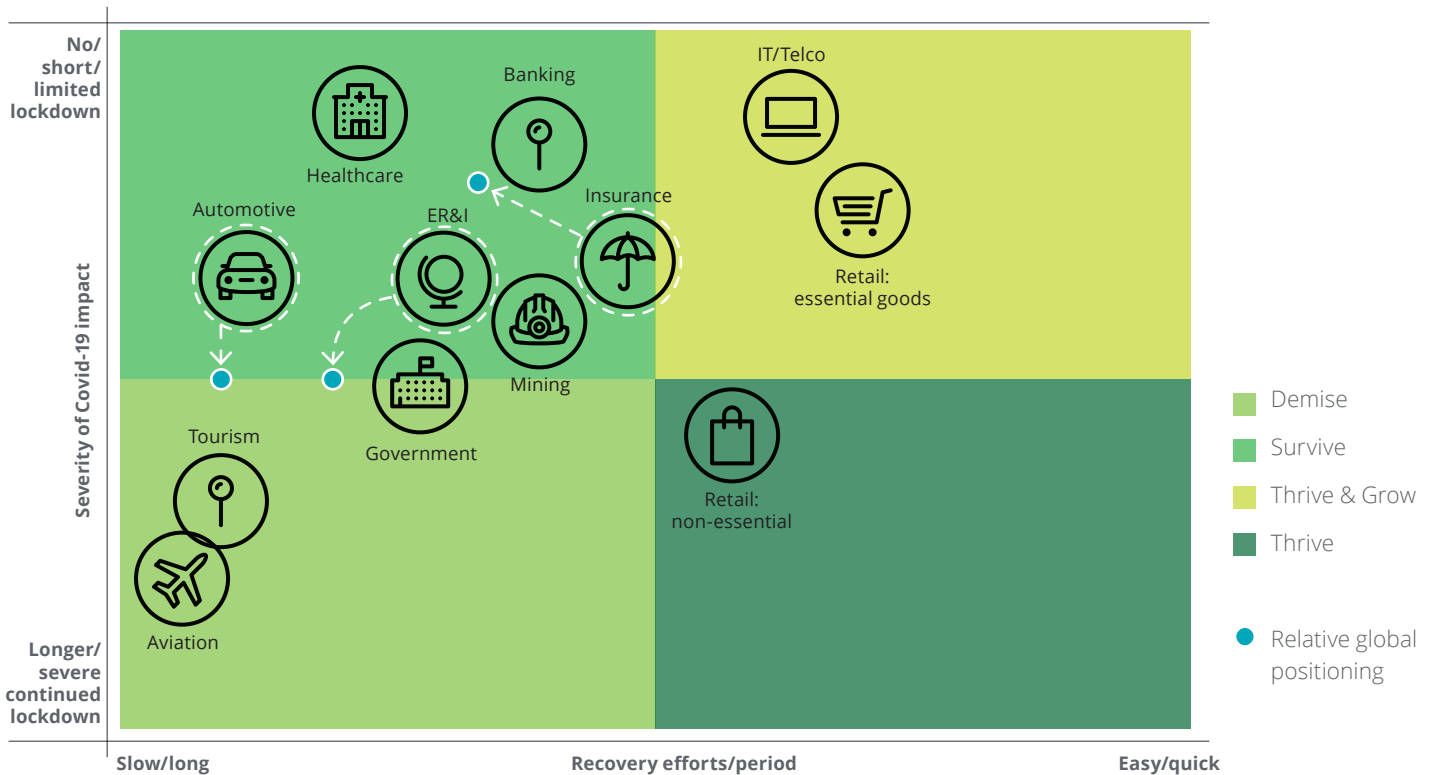 No/
short/
limited
lockdown
Severity of Covid-19 impact
Longer/
severe
continued
lockdown
IT/Telco
Banking
Healthcare
Insurance
Automotive
ER&I
Retail:
essential goods
Mining
Tourism
Government
Retail:
non-essential
Aviation
Slow/long
Recovery efforts/period
Easy/quick
Demise
Survive
Thrive & Grow
Thrive
Relative global
positioning